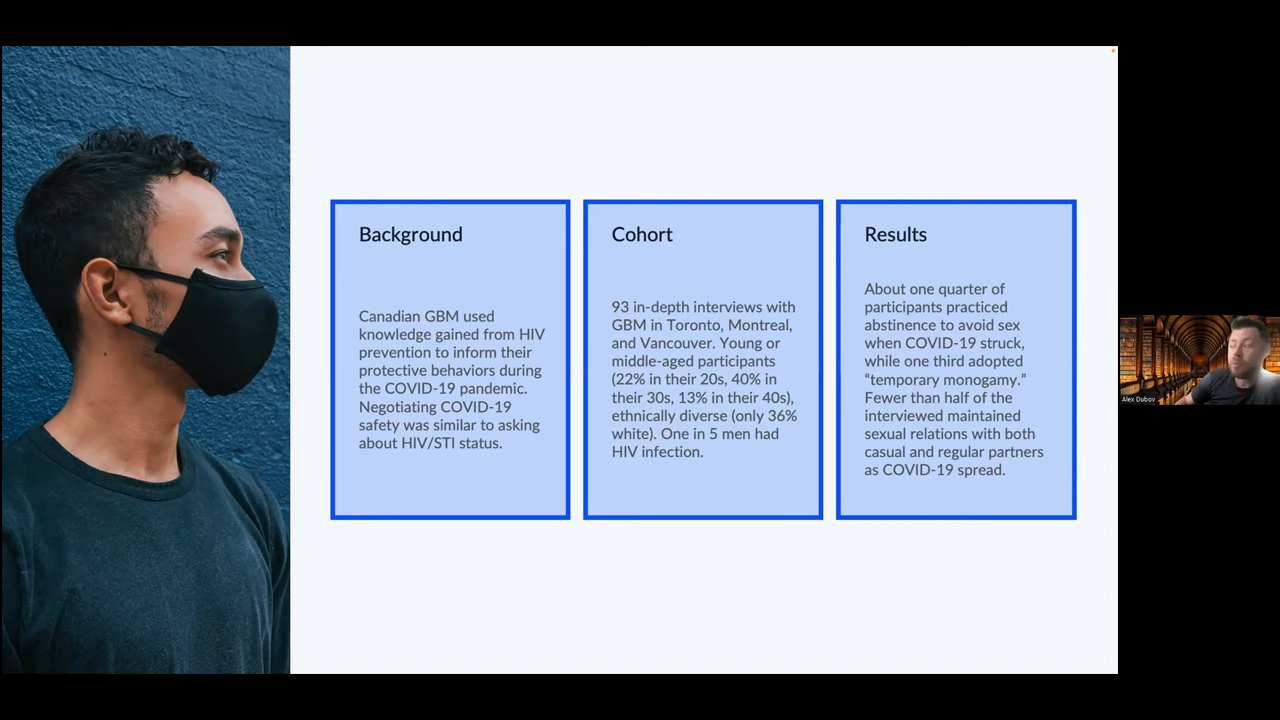 Background
Canadian GBM used
knowledge gained from HIV
prevention to inform their
protective behaviors during
the COVID-19 pandemic.
Negotiating COVID-19
safety was similar to asking
about HIV/STI status.
Cohort
93 in-depth interviews with
GBM in Toronto, Montreal,
and Vancouver. Young or
middle-aged participants
(22% in their 20s, 40% in
their 30s, 13% in their 40s),
ethnically diverse (only 36%
white). One in 5 men had
HIV infection.
Results
About one quarter of
participants practiced
abstinence to avoid sex
when COVID-19 struck,
while one third adopted
“temporary monogamy.”
Fewer than half of the
interviewed maintained
sexual relations with both
casual and regular partners
as COVID-19 spread.
Alex Dubov